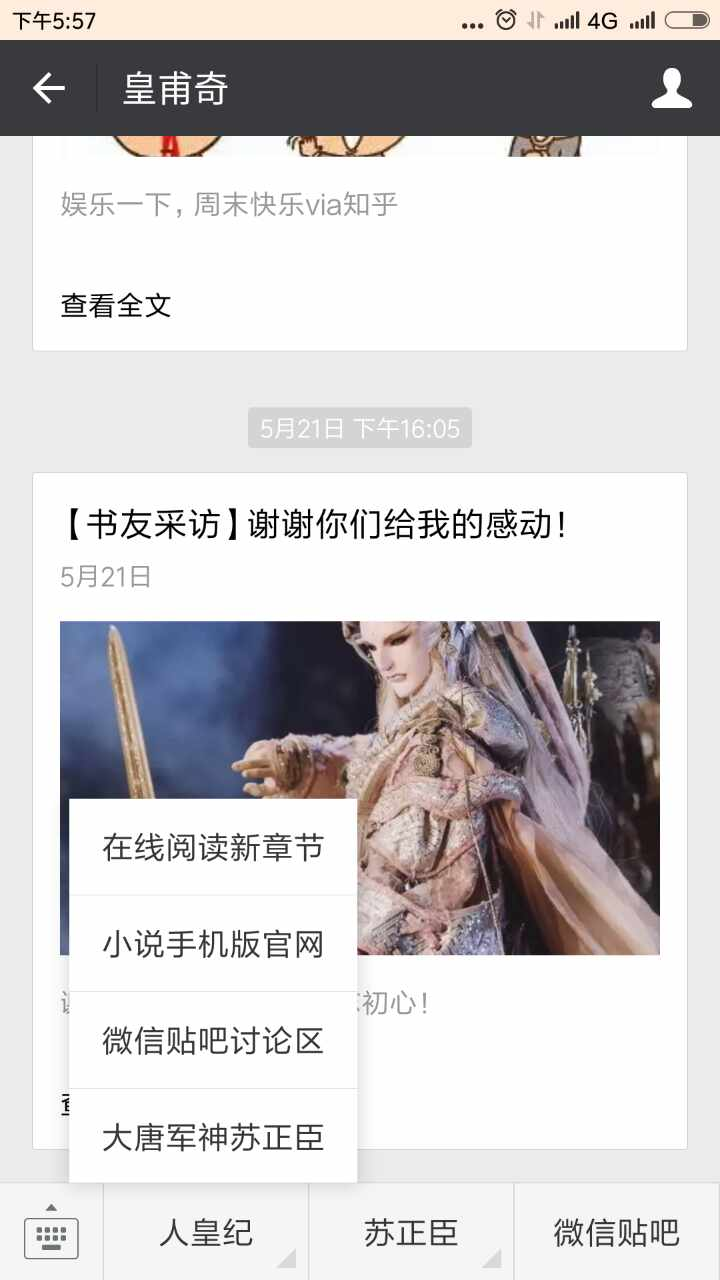 下午5:57
4G
皇甫奇
娱乐一下，周末快乐via知乎
查看全文
5月21日 下午16:05
【书友采访】谢谢你们给我的感动！
5月21日
在线阅读新章节
小说手机版官网
初心！
微信贴吧讨论区
大唐军神苏正臣
人皇纪
苏正臣
微信贴吧